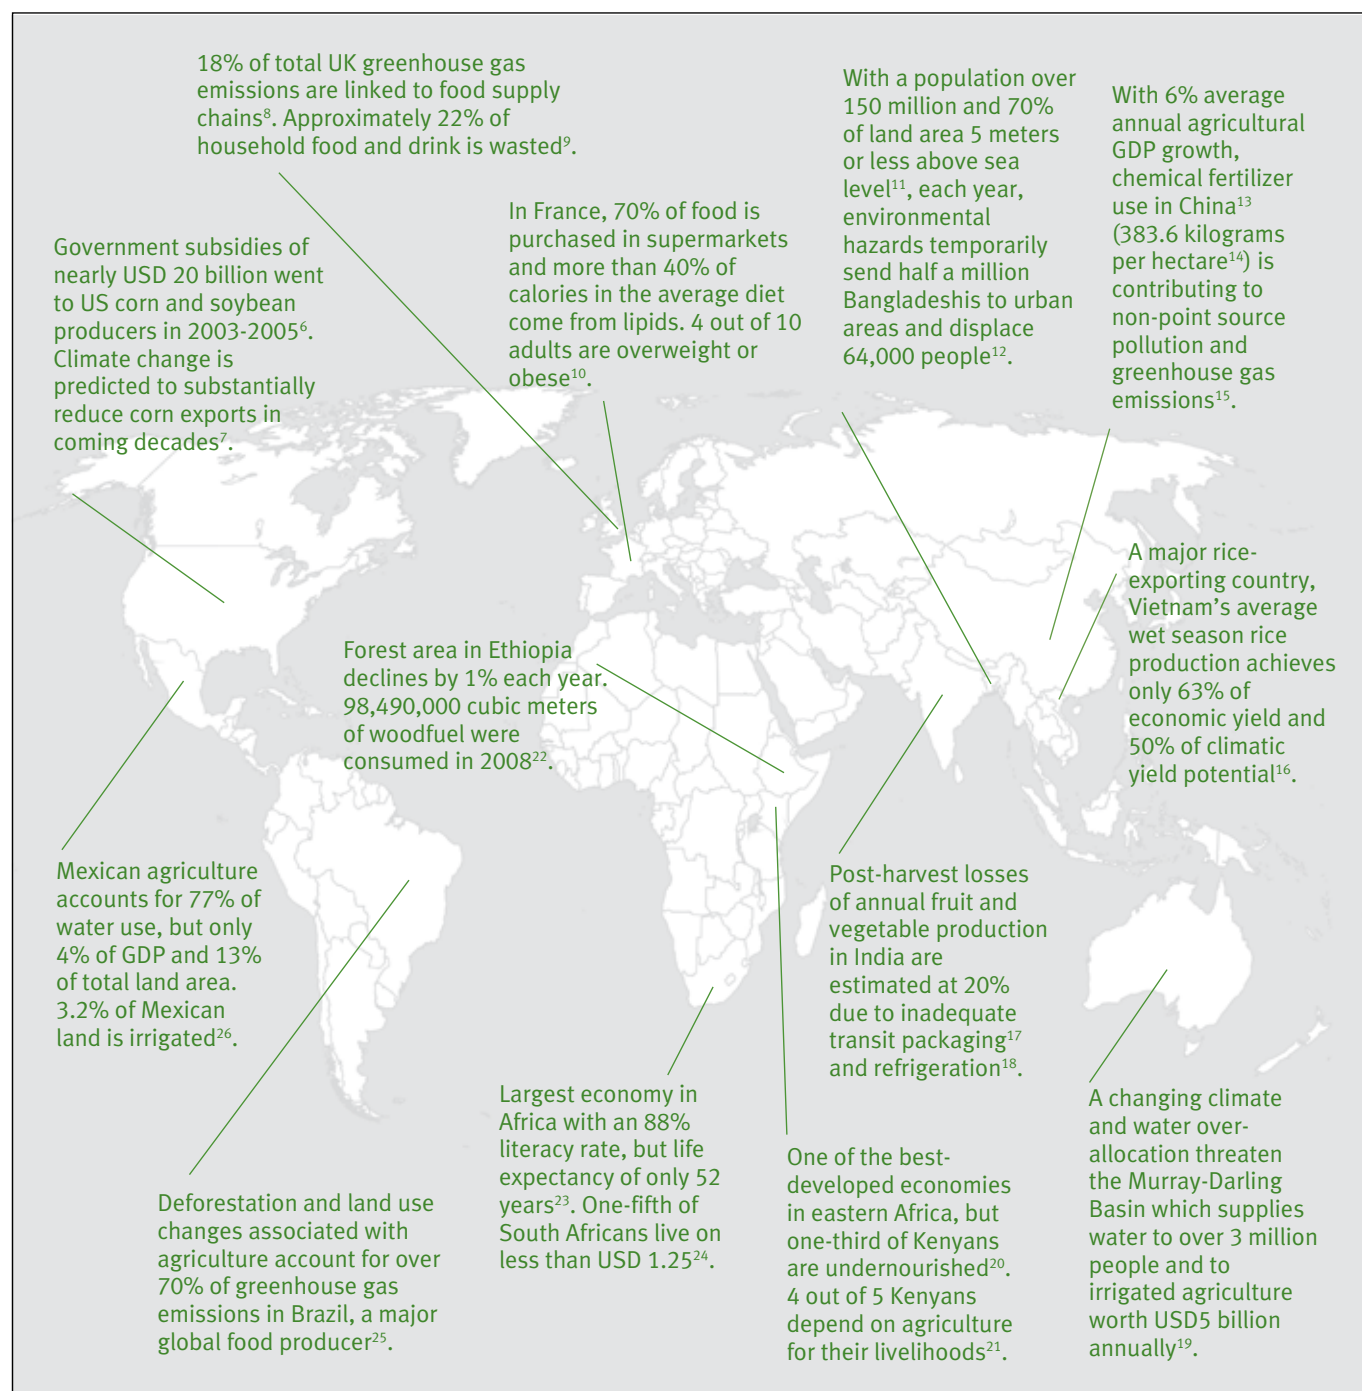 18% of total UK greenhouse gas
emissions are linked to food supply
chains⁸. Approximately 22% of
household food and drink is wasted⁹.
With a population over
150 million and 70%
of land area 5 meters
or less above sea
level¹¹, each year,
environmental
hazards temporarily
send half a million
Bangladeshis to urban
areas and displace
64,000 people¹².
With 6% average
annual agricultural
GDP growth,
chemical fertilizer
use in China¹³
(383.6 kilograms
per hectare¹⁴) is
contributing to
non-point source
pollution and
greenhouse gas
emissions¹⁵.
In France, 70% of food is
purchased in supermarkets
and more than 40% of
calories in the average diet
come from lipids. 4 out of 10
adults are overweight or
obese¹⁰.
Government subsidies of
nearly USD 20 billion went
to US corn and soybean
producers in 2003-2005⁶.
Climate change is
predicted to substantially
reduce corn exports in
coming decades⁷.
A major rice-
exporting country,
Vietnam's average
wet season rice
production achieves
only 63% of
economic yield and
50% of climatic
yield potential¹⁶.
Forest area in Ethiopia
declines by 1% each year.
98,490,000 cubic meters
of woodfuel were
consumed in 2008²².
Mexican agriculture
accounts for 77% of
water use, but only
4% of GDP and 13%
of total land area.
3.2% of Mexican
land is irrigated²⁶.
Post-harvest losses
of annual fruit and
vegetable production
in India are
estimated at 20%
due to inadequate
transit packaging¹⁷
and refrigeration¹⁸.
Largest economy in
Africa with an 88%
literacy rate, but life
expectancy of only 52
years²³. One-fifth of
South Africans live on
less than USD 1.25²⁴.
A changing climate
and water over-
allocation threaten
the Murray-Darling
Basin which supplies
water to over 3 million
people and to
irrigated agriculture
worth USD5 billion
annually¹⁹.
One of the best-
developed economies
in eastern Africa, but
one-third of Kenyans
are undernourished²⁰.
4 out of 5 Kenyans
depend on agriculture
for their livelihoods²¹.
Deforestation and land use
changes associated with
agriculture account for over
70% of greenhouse gas
emissions in Brazil, a major
global food producer²⁵.